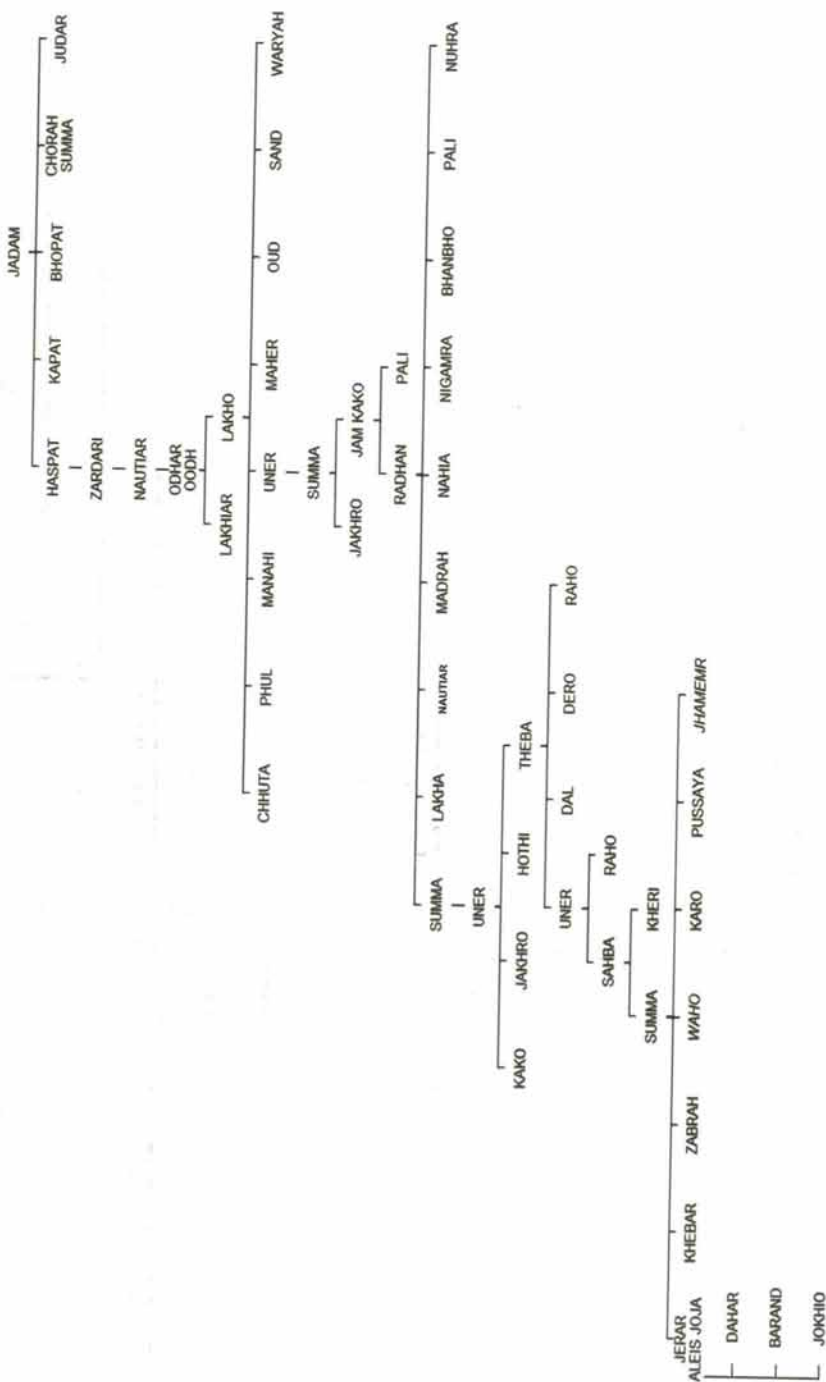 JADAM
HASPAT KAPAT BHOPAT CHORAH JUDAR
SUMMA
ZARDARI
NAUTIAR
ODHAR
OODH
LAKHIAR LAKHO
CHHUTA PHUL MANAHI UNER MAHER OUD SAND WARYAH
SUMMA
JAKHRO JAM KAKO
RADHAN PALI
SUMMA LAKHA NAUTIAR MADRAH NAHIA NIGAMRA BHANBHO PALI NUHRA
UNER
KAKO JAKHRO HOTHI THEBA
UNER DAL DERO RAHO
SAHBA RAHO
SUMMA KHERI
JERAR KHEBAR ZABRAH WAHO KARO PUSSAYA JHAMEMR
ALEIS JOJA
DAHAR
BARAND
JOKHIO